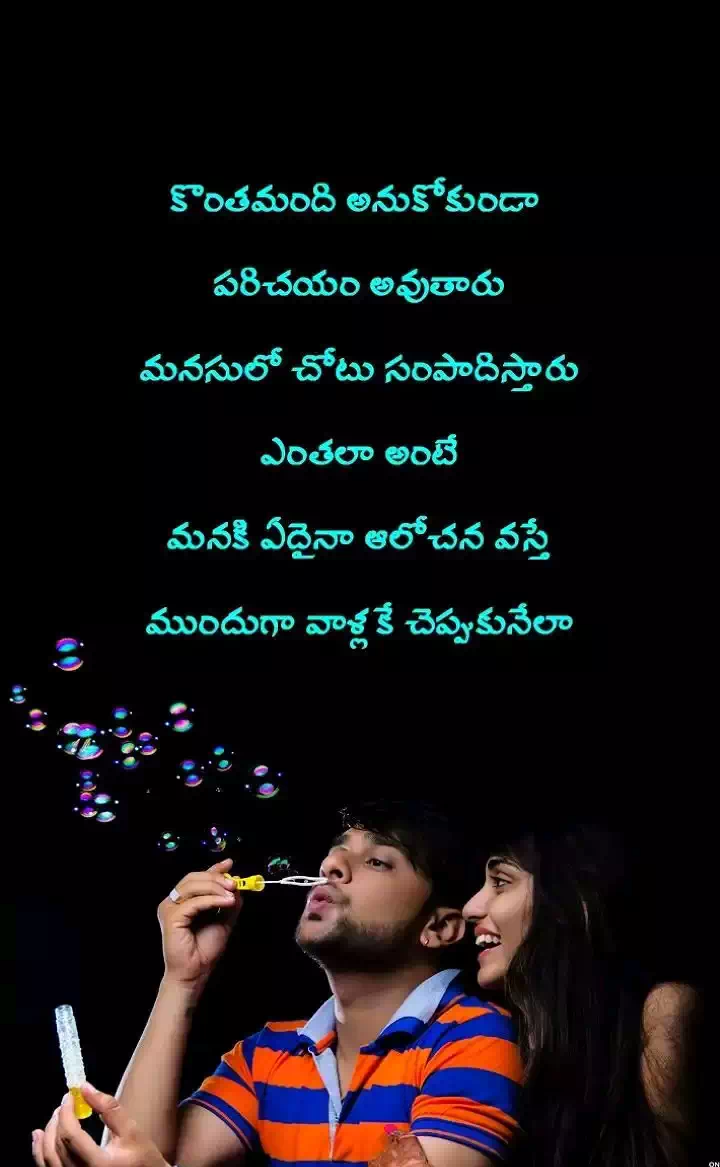 కొంతమంది అనుకోకుండా
పరిచయం అవుతారు
మనసులో చోటు సంపాదిస్తారు
ఎంతలా అంటే
మనకి ఏదైనా ఆలోచన వస్తే
ముందుగా వాళ్లకే చెప్పుకునేలా